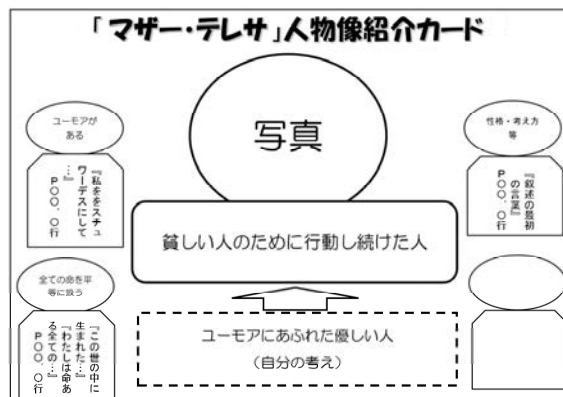 「マザー・テレサ」人物像紹介カード
写真
ユーモアが
ある
『私ををスチュ
ワーデスにして
…』
P〇〇.〇行
性格・考え方
等
『叙述の最初
の言葉』
P〇〇.〇行
貧しい人のために行動し続けた人
全ての命を平
等に扱う
『この世の中に
生まれた…』
『わたしは命あ
る全ての…』
P〇〇.〇行
ユーモアにあふれた優しい人
(自分の考え)